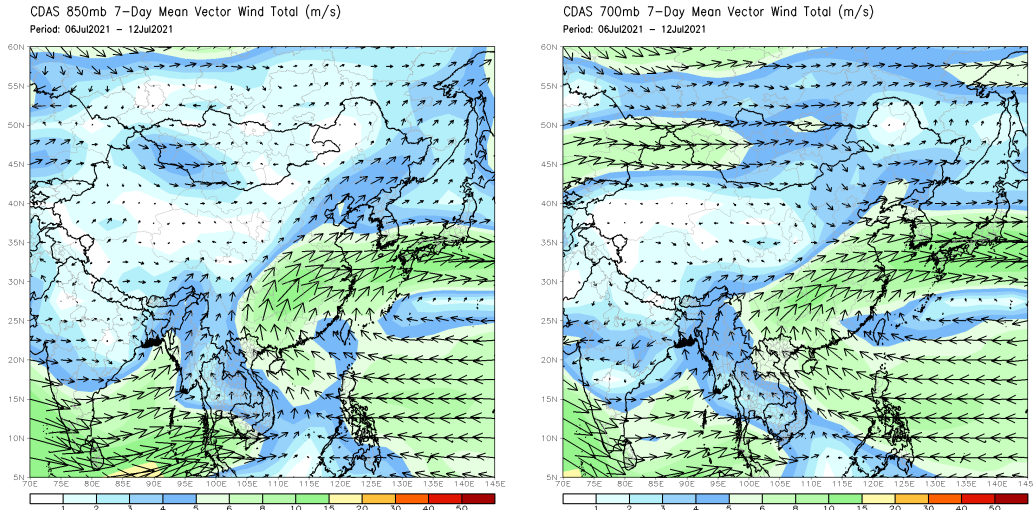 CDAS 850mb 7-Day Mean Vector Wind Total (m/s)
Period: 06Jul2021 - 12Jul2021
60N
55N
50N
45N
40N
35N
30N
25N
20N
15N
10N
5N
70E 75E 80E 85E 90E 95E 100E 105E 110E 115E 120E 125E 130E 135E 140E 145E
1 2 3 4 5 6 8 10 15 20 30 40 50
CDAS 700mb 7-Day Mean Vector Wind Total (m/s)
Period: 06Jul2021 - 12Jul2021
60N
55N
50N
45N
40N
35N
30N
25N
20N
15N
10N
5N
70E 75E 80E 85E 90E 95E 100E 105E 110E 115E 120E 125E 130E 135E 140E 145E
1 2 3 4 5 6 8 10 15 20 30 40 50